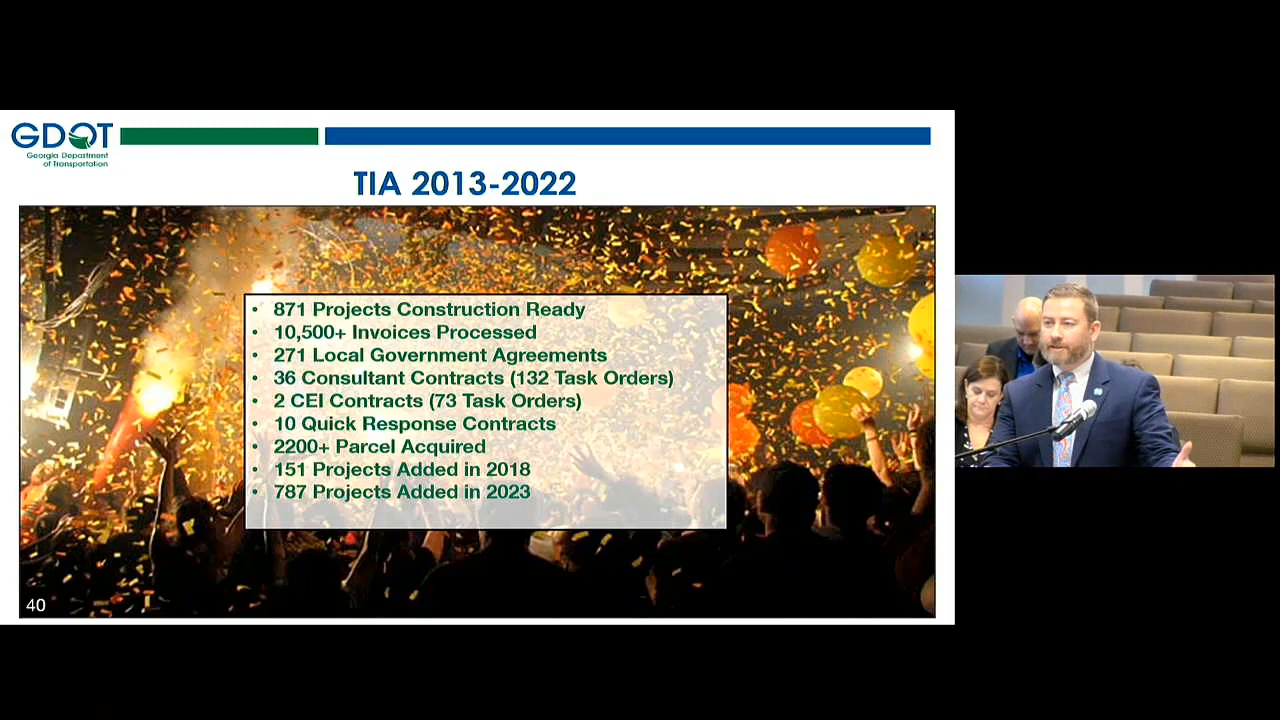 GDOT
Georgia Department
of Transportation
TIA 2013-2022
• 871 Projects Construction Ready
• 10,500+ Invoices Processed
• 271 Local Government Agreements
• 36 Consultant Contracts (132 Task Orders)
• 2 CEI Contracts (73 Task Orders)
• 10 Quick Response Contracts
• 2200+ Parcel Acquired
• 151 Projects Added in 2018
• 787 Projects Added in 2023
40